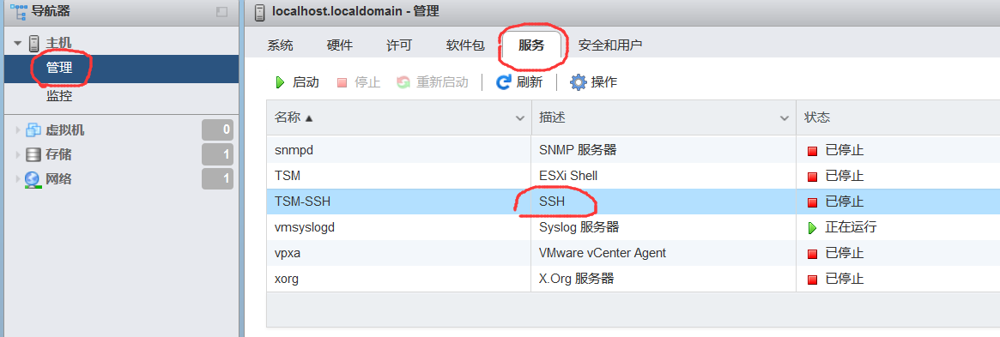 导航器
主机
管理
监控
虚拟机 0
存储 1
网络 1
localhost.localdomain - 管理
系统 硬件 许可 软件包 服务 安全和用户
启动 停止 重新启动 刷新 操作
名称 描述 状态
snmpd SNMP 服务器 已停止
TSM ESXi Shell 已停止
TSM-SSH SSH 已停止
vmsyslogd Syslog 服务器 正在运行
vpxa VMware vCenter Agent 已停止
xorg X.Org 服务器 已停止